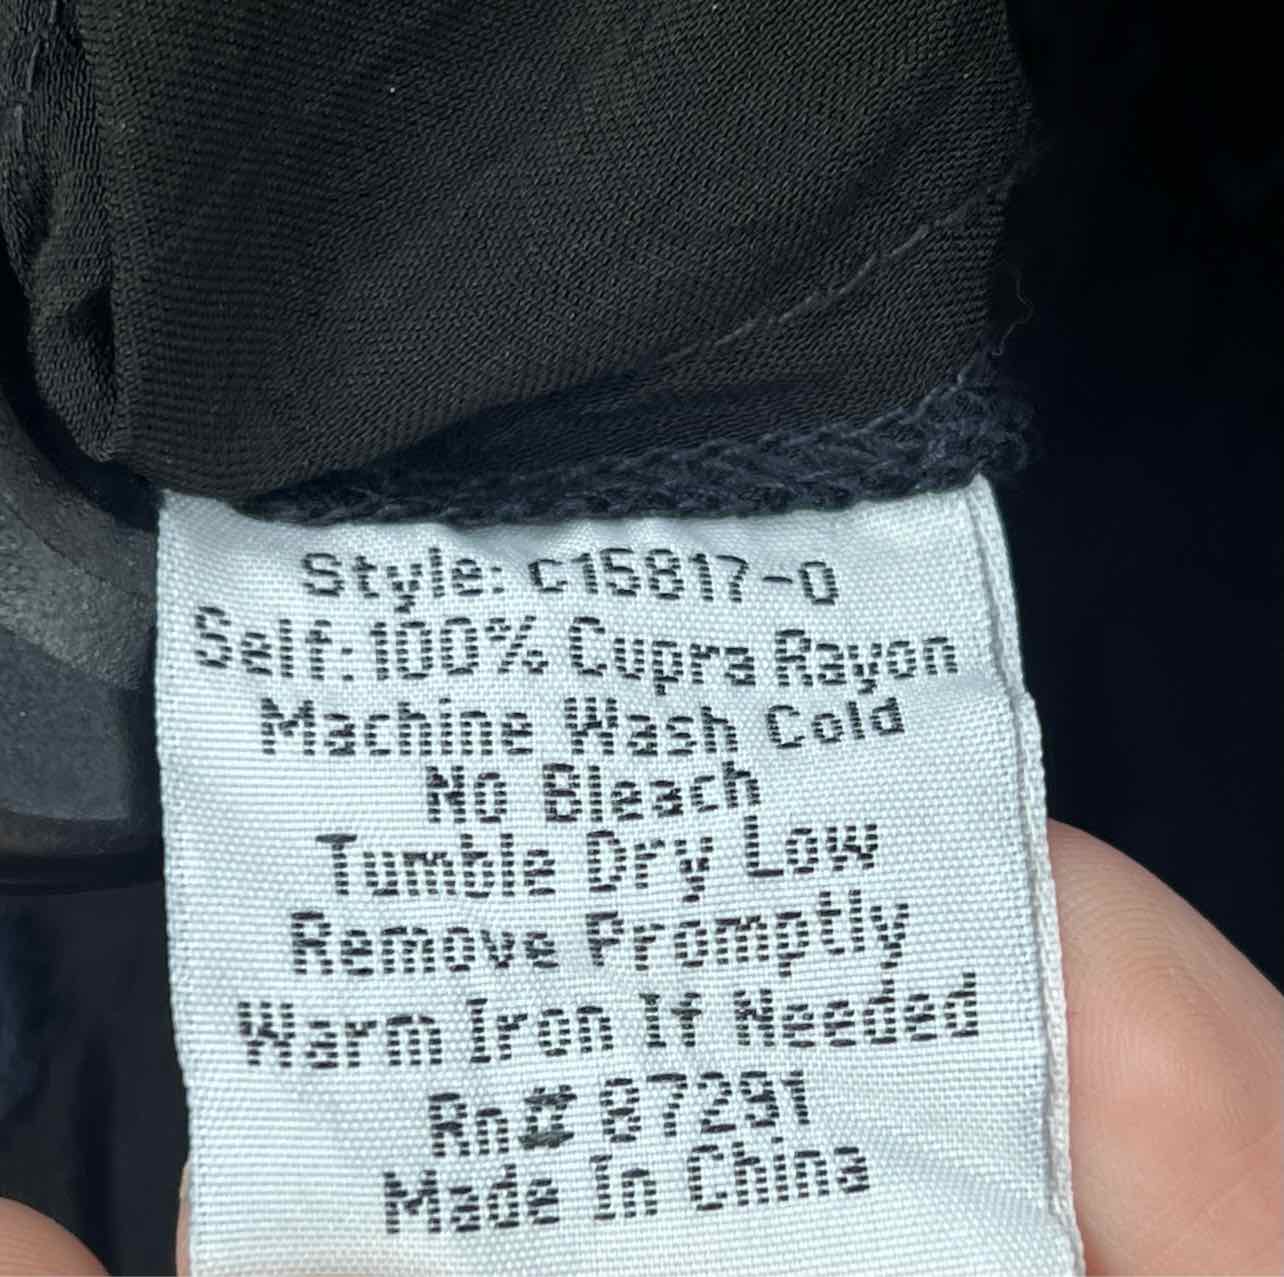 Style: c15817-0
Self:100% Cupra Rayon
Machine Wash Cold
No Bleach
Tumble Dry Low
Remove Promptly
Warm Iron If Needed
Rn# 87291
Made In China